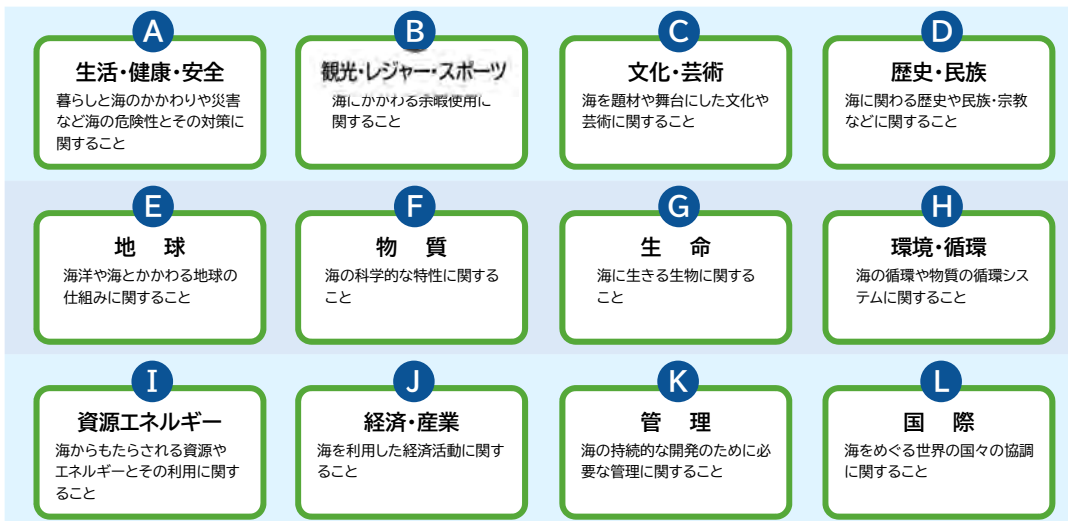 A
生活・健康・安全
暮らしと海のかかわりや災害
など海の危険性とその対策に
関すること
B
観光・レジャー・スポーツ
海にかかわる余暇使用に
関すること
C
文化・芸術
海を題材や舞台にした文化や
芸術に関すること
D
歴史・民族
海に関わる歴史や民族・宗教
などに関すること
E
地 球
海洋や海とかかわる地球の
仕組みに関すること
F
物 質
海の科学的な特性に関する
こと
G
生 命
海に生きる生物に関する
こと
H
環境・循環
海の循環や物質の循環シス
テムに関すること
I
資源エネルギー
海からもたらされる資源や
エネルギーとその利用に関す
ること
J
経済・産業
海を利用した経済活動に関す
ること
K
管 理
海の持続的な開発のために必
要な管理に関すること
L
国 際
海をめぐる世界の国々の協調
に関すること